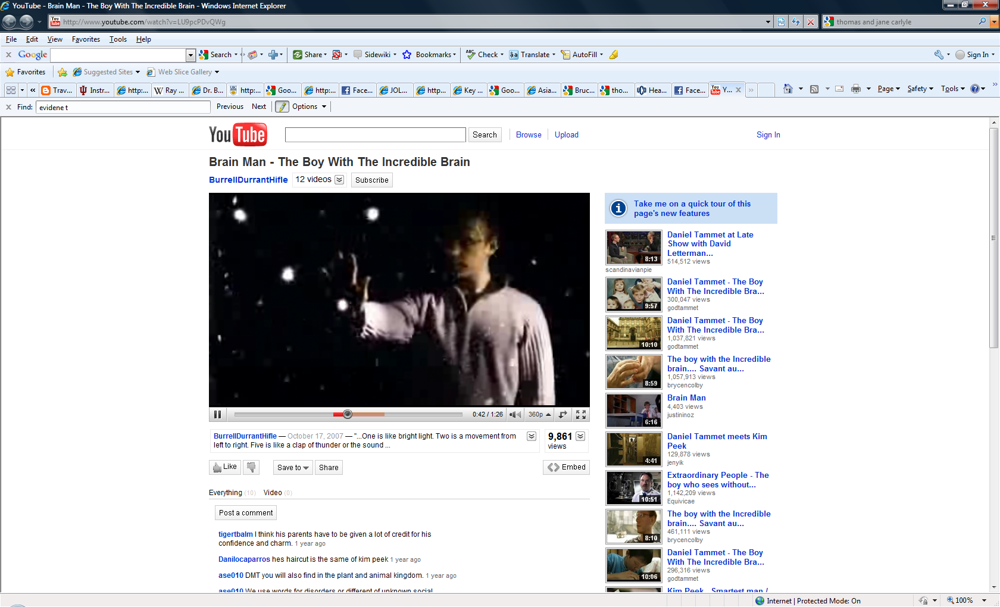 YouTube - Brain Man - The Boy With The Incredible Brain - Windows Internet Explorer
http://www.youtube.com/watch?v=LU9pcPDvQWg
thomas and jane carlyle
File Edit View Favorites Tools Help
Google Search Share Sidewiki Bookmarks Check Translate AutoFill Sign In
Favorites Suggested Sites Web Slice Gallery
Trav... Instr... http:... Ray ... Dr. B... http:... Goo... http:... Face... JOL... http... Key ... Goo... Asia... Bruc... tho... Hea... Face... Y... Page Safety Tools
Find: evidene t Previous Next Options
YouTube Search Browse Upload Sign In
Brain Man - The Boy With The Incredible Brain
BurrellDurrantHifle 12 videos Subscribe
0:42 / 1:26 360p
BurrellDurrantHifle — October 17, 2007 — "...One is like bright light. Two is a movement from
left to right. Five is like a clap of thunder or the sound ...
9,861
views
Like Save to Share Embed
Everything (10) Video (0)
Post a comment
tigertbalm I think his parents have to be given a lot of credit for his
confidence and charm. 1 year ago
Danilocaparros hes haircut is the same of kim peek 1 year ago
ase010 DMT you will also find in the plant and animal kingdom. 1 year ago
ase010 We use words for disorders or different of unknown social
Take me on a quick tour of this
page's new features
Daniel Tammet at Late
Show with David
Letterman...
514,512 views
8:13
scandinavianpie
Daniel Tammet - The Boy
With The Incredible Bra...
300,047 views
9:57
godtammet
Daniel Tammet - The Boy
With The Incredible Bra...
1,037,821 views
10:10
godtammet
The boy with the Incredible
brain.... Savant au...
1,057,913 views
8:59
brycencolby
Brain Man
4,403 views
justininoz
6:16
Daniel Tammet meets Kim
Peek
129,878 views
4:41
jenyik
Extraordinary People - The
boy who sees without...
1,142,209 views
10:51
Equivicae
The boy with the Incredible
brain.... Savant au...
461,111 views
8:10
brycencolby
Daniel Tammet - The Boy
With The Incredible Bra...
296,316 views
10:06
godtammet
Kim Peek - Smartest man /
Internet | Protected Mode: On 100%